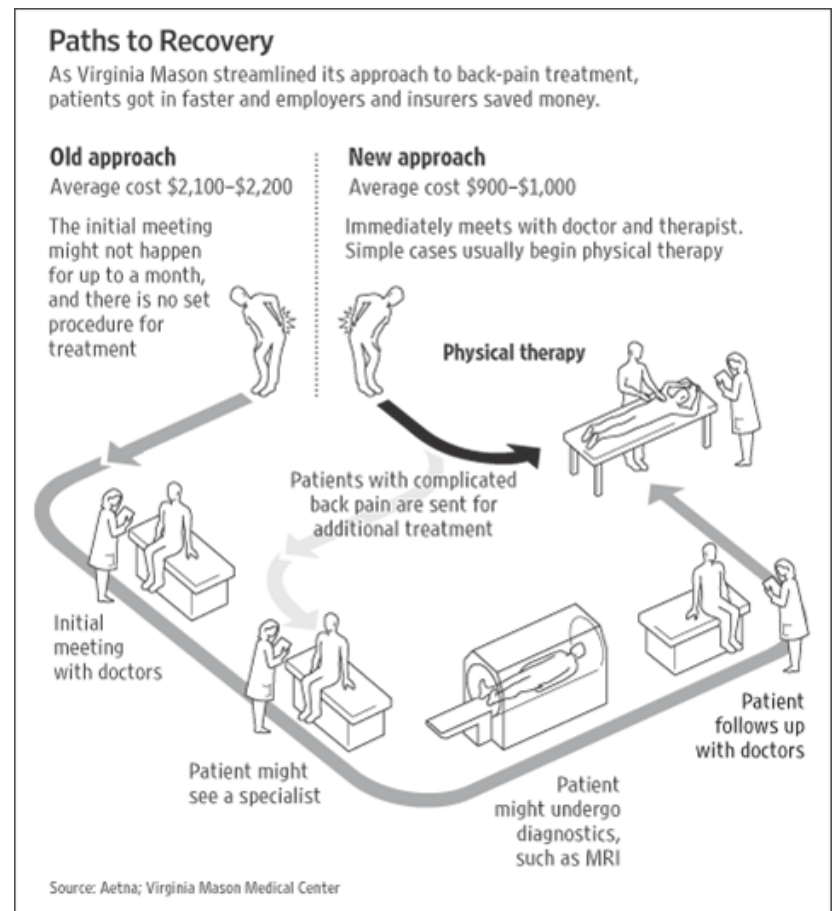 Paths to Recovery
As Virginia Mason streamlined its approach to back-pain treatment,
patients got in faster and employers and insurers saved money.
Old approach
Average cost $2,100–$2,200
The initial meeting
might not happen
for up to a month,
and there is no set
procedure for
treatment
New approach
Average cost $900–$1,000
Immediately meets with doctor and therapist.
Simple cases usually begin physical therapy
Physical therapy
Patients with complicated
back pain are sent for
additional treatment
Initial
meeting
with doctors
Patient might
see a specialist
Patient
might undergo
diagnostics,
such as MRI
Patient
follows up
with doctors
Source: Aetna; Virginia Mason Medical Center